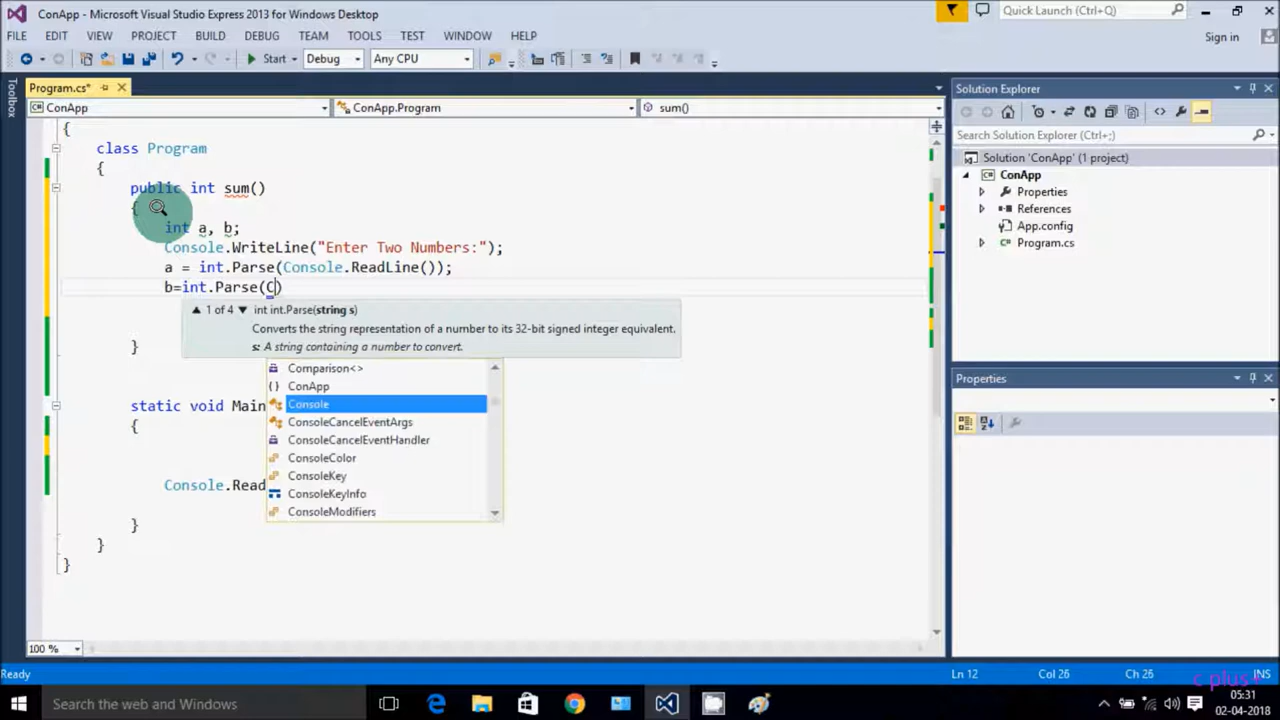 ConApp - Microsoft Visual Studio Express 2013 for Windows Desktop
Quick Launch (Ctrl+Q)
FILE EDIT VIEW PROJECT BUILD DEBUG TEAM TOOLS TEST WINDOW HELP
Sign in
Start Debug Any CPU
Toolbox
Program.cs*
ConApp ConApp.Program sum()
{
class Program
{
public int sum()
{
int a, b;
Console.WriteLine("Enter Two Numbers:");
a = int.Parse(Console.ReadLine());
b=int.Parse(C)
1 of 4 int int.Parse(string s)
Converts the string representation of a number to its 32-bit signed integer equivalent.
s: A string containing a number to convert.
}
Comparison<>
{ } ConApp
Console
ConsoleCancelEventArgs
ConsoleCancelEventHandler
ConsoleColor
ConsoleKey
ConsoleKeyInfo
ConsoleModifiers
static void Main
{
Console.Read
}
}
}
100 %
Solution Explorer
Search Solution Explorer (Ctrl+;)
Solution 'ConApp' (1 project)
ConApp
Properties
References
App.config
Program.cs
Properties
Ready Ln 12 Col 26 Ch 26 INS
c plus+
Search the web and Windows
05:31
02-04-2018